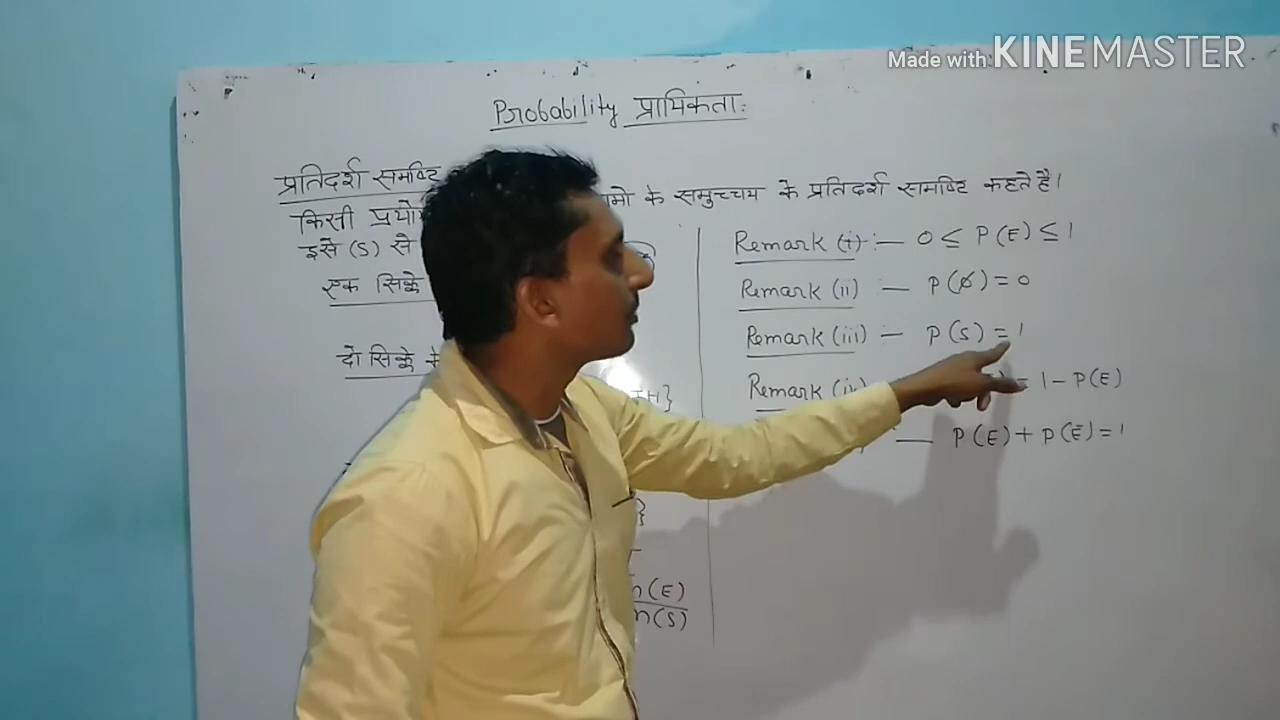 Made with KINEMASTER
Probability प्रायिकता:
प्रतिदर्श समष्टि
किसी के समुच्चय के प्रतिदर्श समष्टि कहते है।
इसे (S) से
एक सिक्के
दो सिक्के
Remark (i) :— 0 ≤ P(E) ≤ 1
Remark (ii) — P(ϕ) = 0
Remark (iii) — P(S) = 1
Remark (iv) = 1 - P(E)
— P(E) + P(Ē) = 1
n(E)
n(S)